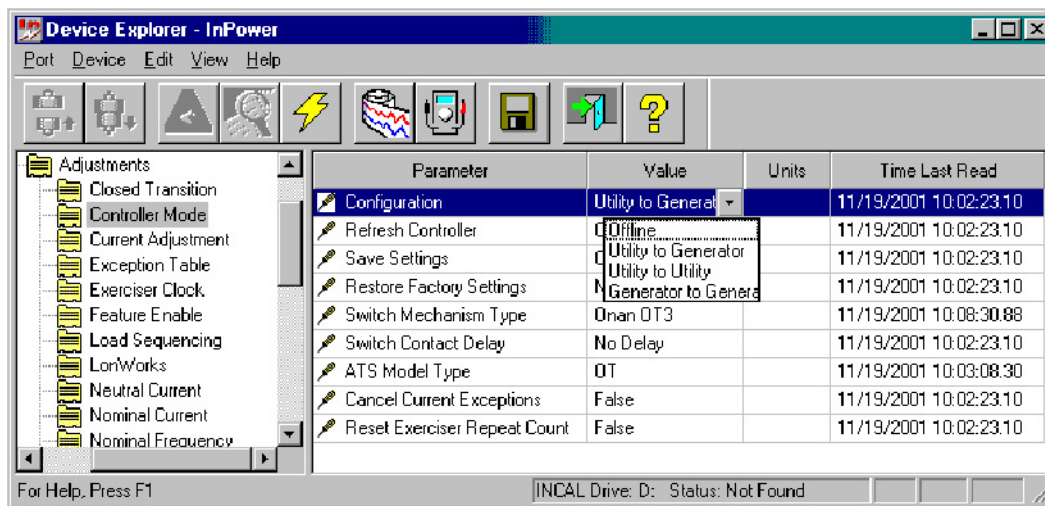 Device Explorer - InPower
Port Device Edit View Help
Adjustments
Closed Transition
Controller Mode
Current Adjustment
Exception Table
Exerciser Clock
Feature Enable
Load Sequencing
LonWorks
Neutral Current
Nominal Current
Nominal Frequency
Parameter Value Units Time Last Read
Configuration Utility to Generat 11/19/2001 10:02:23.10
Refresh Controller 11/19/2001 10:02:23.10
Save Settings 11/19/2001 10:02:23.10
Restore Factory Settings N 11/19/2001 10:02:23.10
Switch Mechanism Type Onan OT3 11/19/2001 10:08:30.88
Switch Contact Delay No Delay 11/19/2001 10:02:23.10
ATS Model Type OT 11/19/2001 10:03:08.30
Cancel Current Exceptions False 11/19/2001 10:02:23.10
Reset Exerciser Repeat Count False 11/19/2001 10:02:23.10
Offline
Utility to Generator
Utility to Utility
Generator to Genera
For Help, Press F1
INCAL Drive: D: Status: Not Found